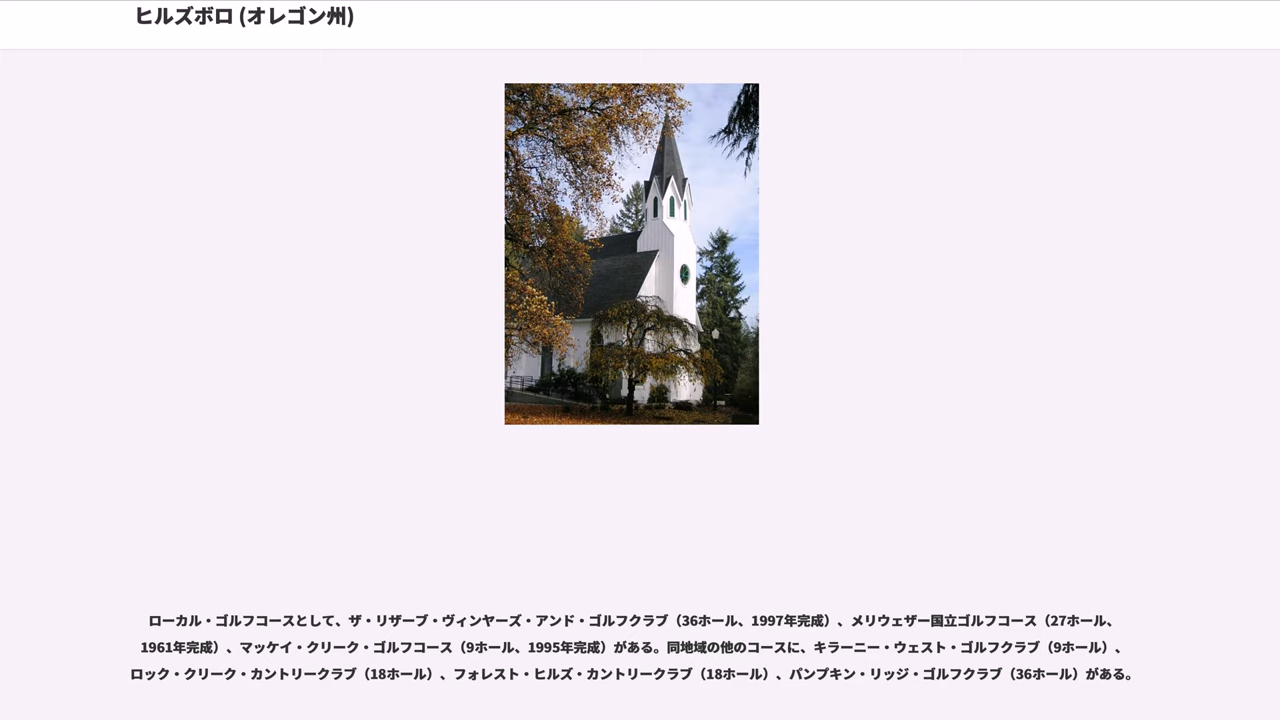 ヒルズボロ (オレゴン州)
ローカル・ゴルフコースとして、ザ・リザーブ・ヴィンヤーズ・アンド・ゴルフクラブ（36ホール、1997年完成）、メリウェザー国立ゴルフコース（27ホール、
1961年完成）、マッケイ・クリーク・ゴルフコース（9ホール、1995年完成）がある。同地域の他のコースに、キラーニー・ウェスト・ゴルフクラブ（9ホール）、
ロック・クリーク・カントリークラブ（18ホール）、フォレスト・ヒルズ・カントリークラブ（18ホール）、パンプキン・リッジ・ゴルフクラブ（36ホール）がある。